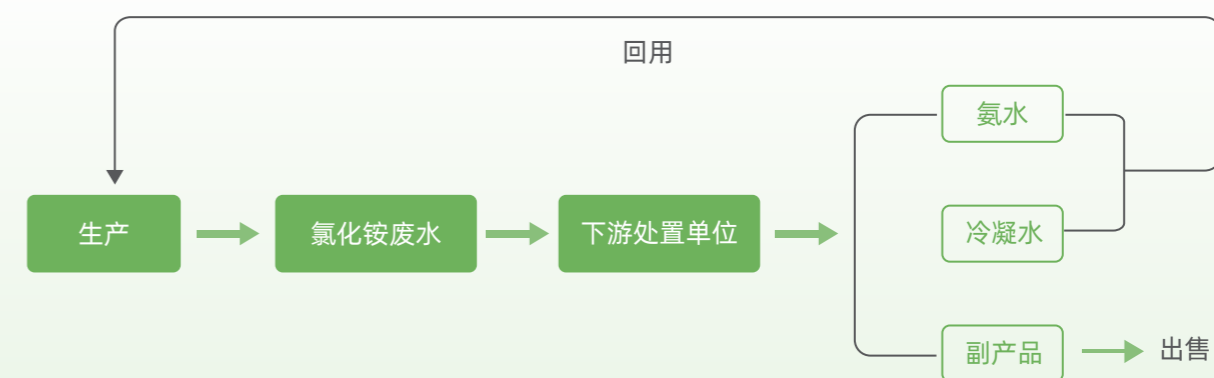 回用
氨水
生产
氯化铵废水
下游处置单位
冷凝水
副产品
出售